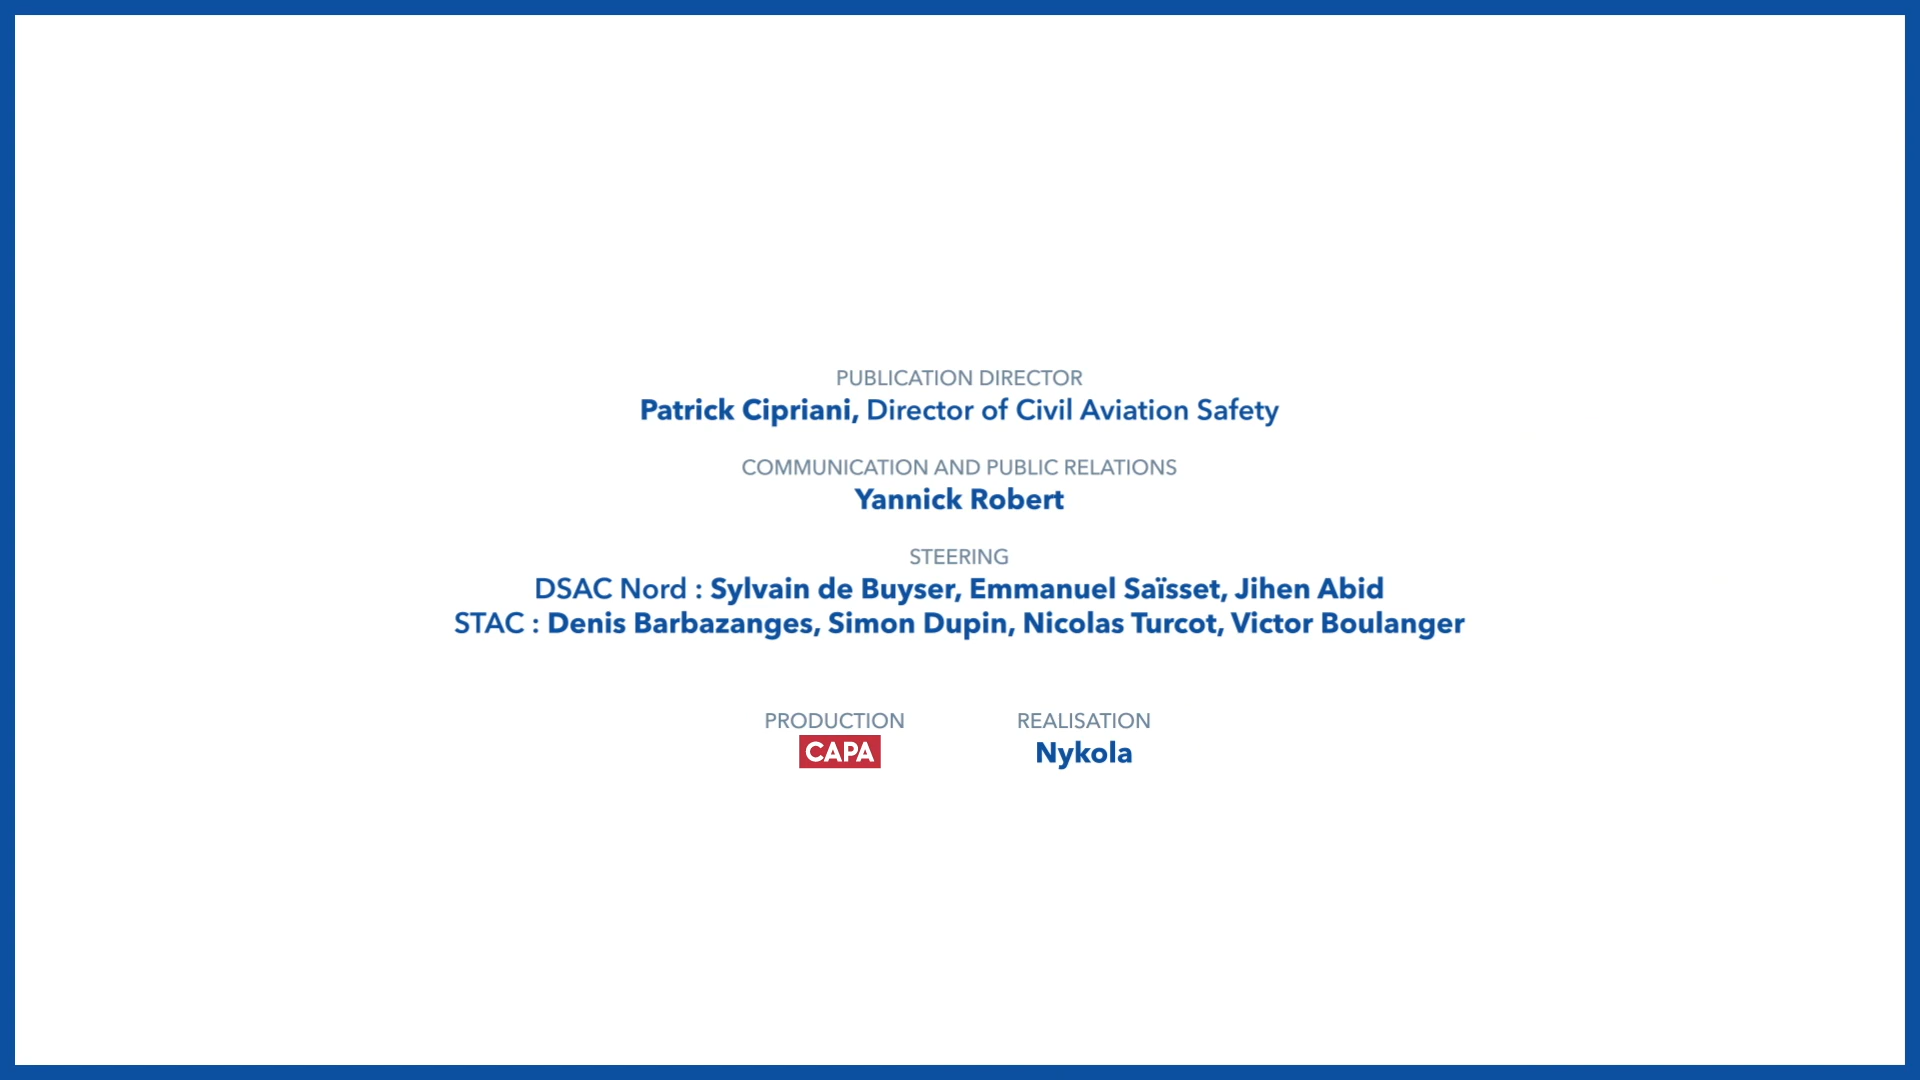 PUBLICATION DIRECTOR
Patrick Cipriani, Director of Civil Aviation Safety
COMMUNICATION AND PUBLIC RELATIONS
Yannick Robert
STEERING
DSAC Nord : Sylvain de Buyser, Emmanuel Saïsset, Jihen Abid
STAC : Denis Barbazanges, Simon Dupin, Nicolas Turcot, Victor Boulanger
PRODUCTION
CAPA
REALISATION
Nykola